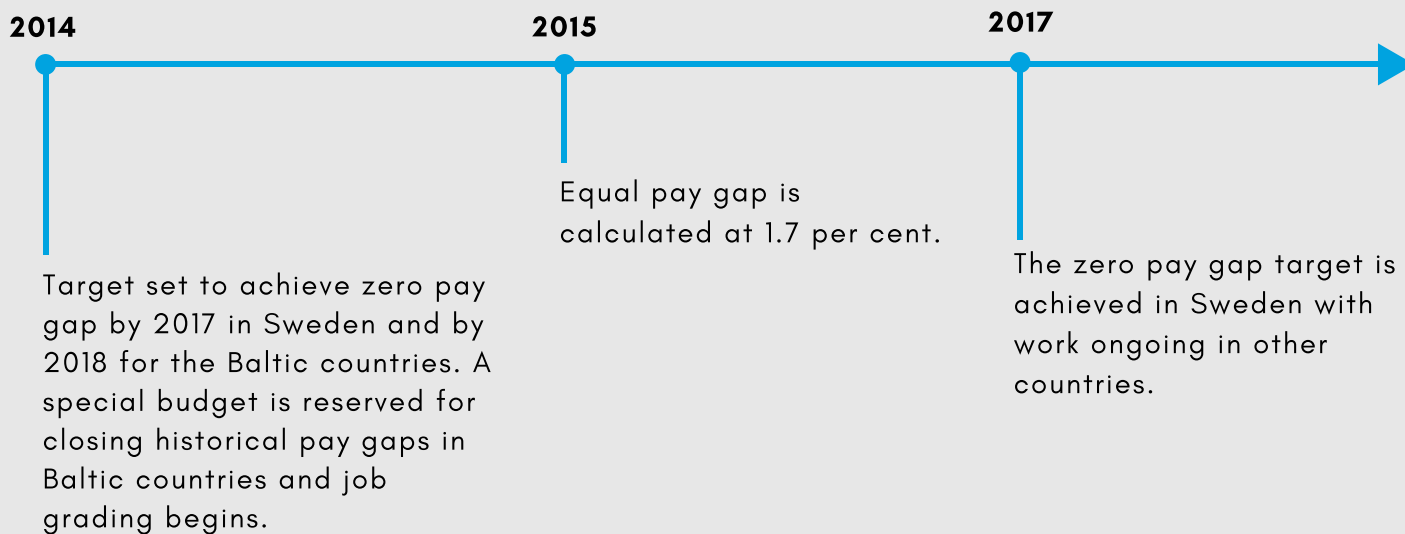 2014
Target set to achieve zero pay
gap by 2017 in Sweden and by
2018 for the Baltic countries. A
special budget is reserved for
closing historical pay gaps in
Baltic countries and job
grading begins.
2015
Equal pay gap is
calculated at 1.7 per cent.
2017
The zero pay gap target is
achieved in Sweden with
work ongoing in other
countries.